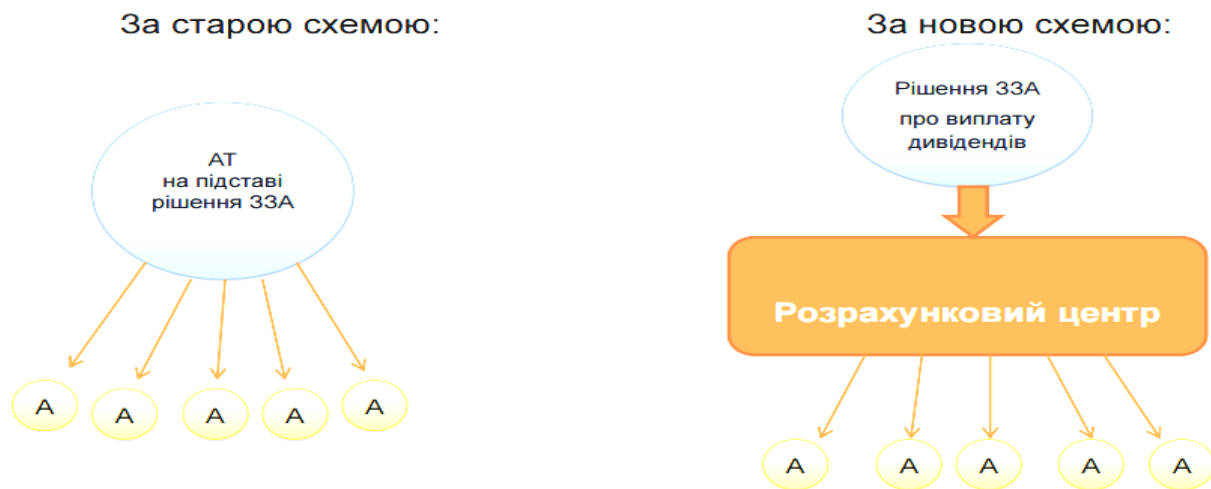 За старою схемою:
АТ
на підставі
рішення ЗЗА
А
А
А
А
А
За новою схемою:
Рішення ЗЗА
про виплату
дивідендів
Розрахунковий центр
А
А
А
А
А